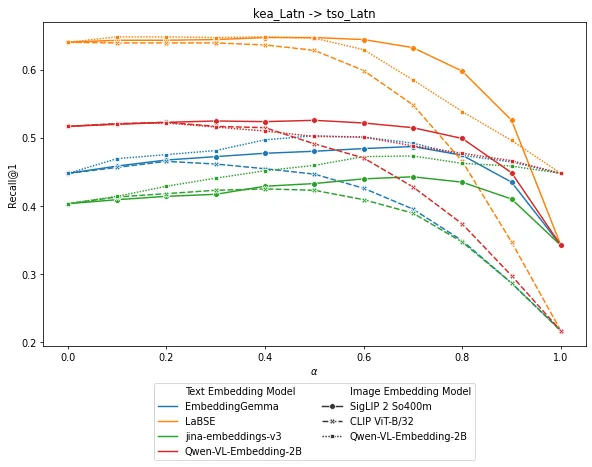 kea_Latn -> tso_Latn
Recall@1
0.6
0.5
0.4
0.3
0.2
0.0 0.2 0.4 0.6 0.8 1.0
α
Text Embedding Model Image Embedding Model
EmbeddingGemma SigLIP 2 So400m
LaBSE CLIP ViT-B/32
jina-embeddings-v3 Qwen-VL-Embedding-2B
Qwen-VL-Embedding-2B